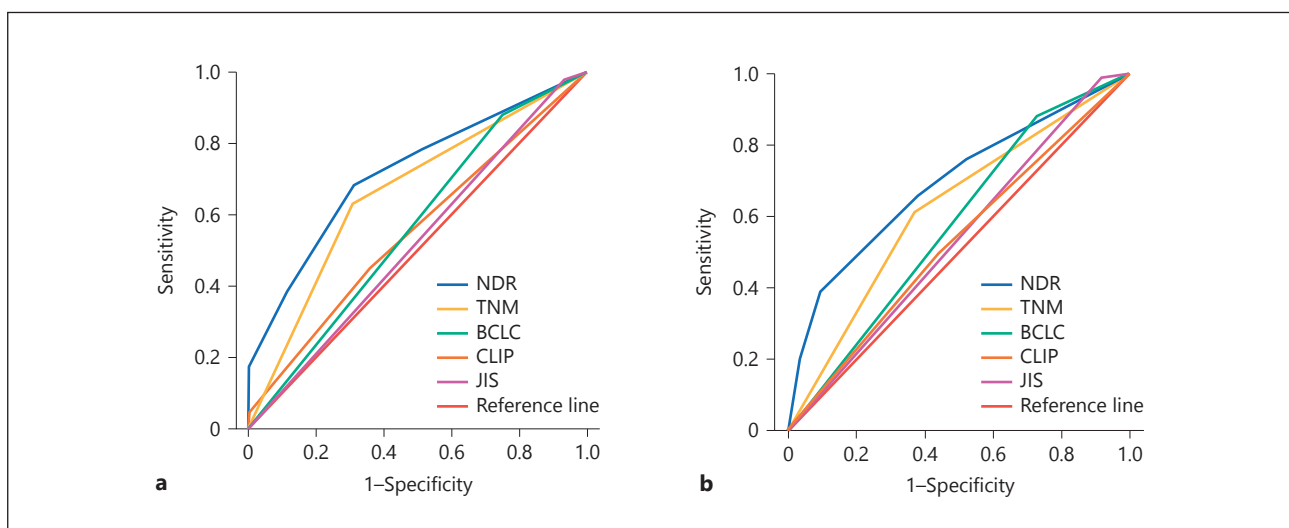 1.0
0.8
0.6
0.4
0.2
0
Sensitivity
NDR
TNM
BCLC
CLIP
JIS
Reference line
0 0.2 0.4 0.6 0.8 1.0
1–Specificity
a
1.0
0.8
0.6
0.4
0.2
0
Sensitivity
NDR
TNM
BCLC
CLIP
JIS
Reference line
0 0.2 0.4 0.6 0.8 1.0
1–Specificity
b